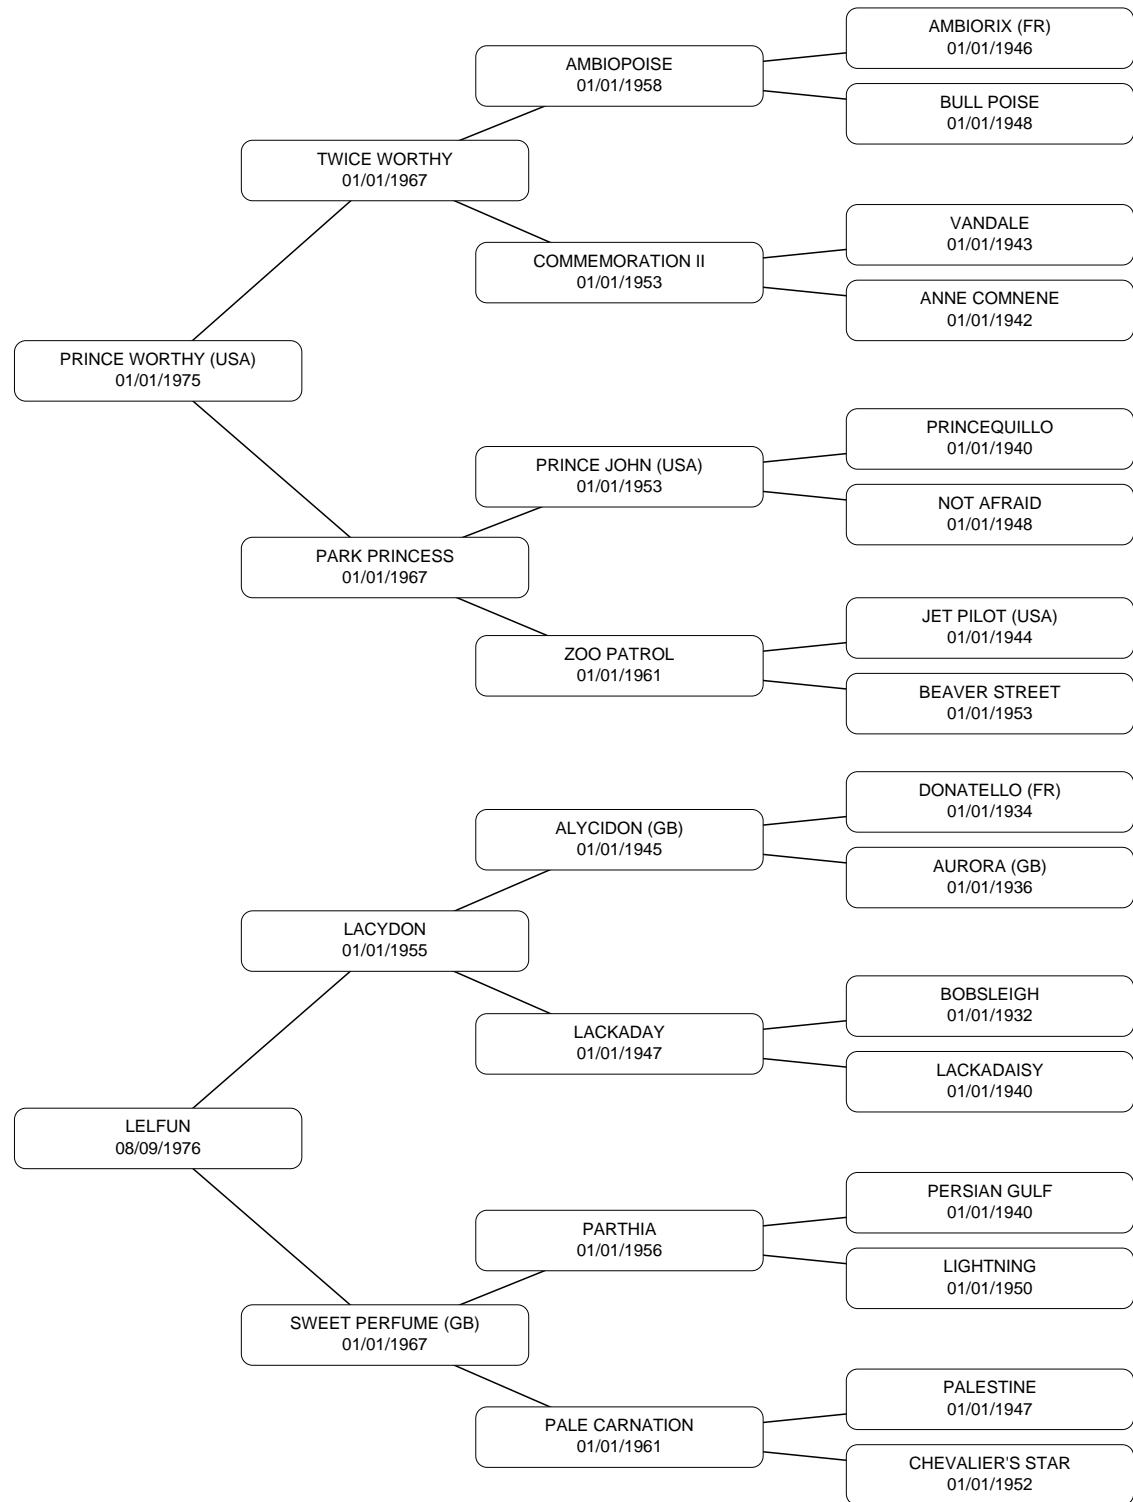 AMBIORIX (FR)
01/01/1946
AMBIOPOISE
01/01/1958
BULL POISE
01/01/1948
TWICE WORTHY
01/01/1967
VANDALE
01/01/1943
COMMEMORATION II
01/01/1953
ANNE COMNENE
01/01/1942
PRINCE WORTHY (USA)
01/01/1975
PRINCEQUILLO
01/01/1940
PRINCE JOHN (USA)
01/01/1953
NOT AFRAID
01/01/1948
PARK PRINCESS
01/01/1967
JET PILOT (USA)
01/01/1944
ZOO PATROL
01/01/1961
BEAVER STREET
01/01/1953
DONATELLO (FR)
01/01/1934
ALYCIDON (GB)
01/01/1945
AURORA (GB)
01/01/1936
LACYDON
01/01/1955
BOBSLEIGH
01/01/1932
LACKADAY
01/01/1947
LACKADAISY
01/01/1940
LELFUN
08/09/1976
PERSIAN GULF
01/01/1940
PARTHIA
01/01/1956
LIGHTNING
01/01/1950
SWEET PERFUME (GB)
01/01/1967
PALESTINE
01/01/1947
PALE CARNATION
01/01/1961
CHEVALIER'S STAR
01/01/1952